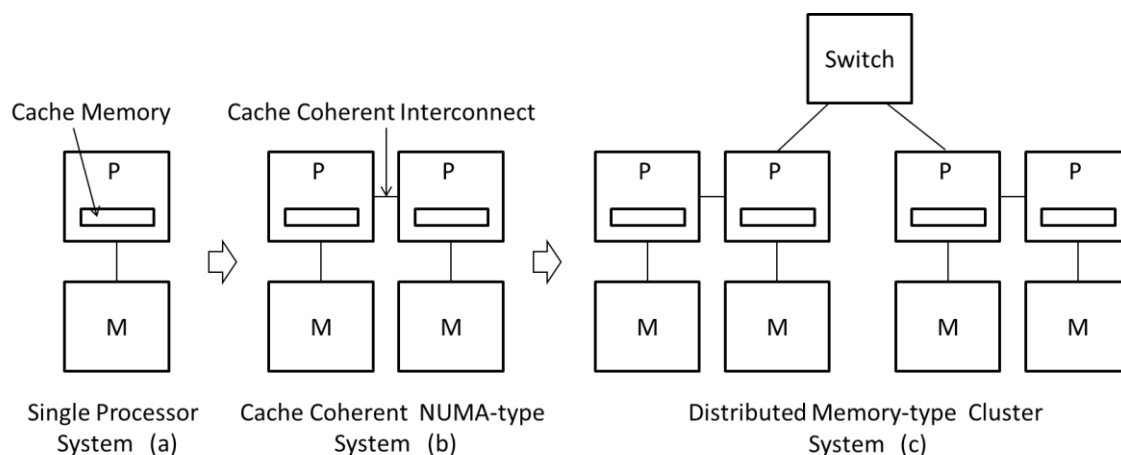 Switch
Cache Memory
Cache Coherent Interconnect
P
P
P
P
P
P
P
M
M
M
M
M
M
M
Single Processor
System (a)
Cache Coherent NUMA-type
System (b)
Distributed Memory-type Cluster
System (c)